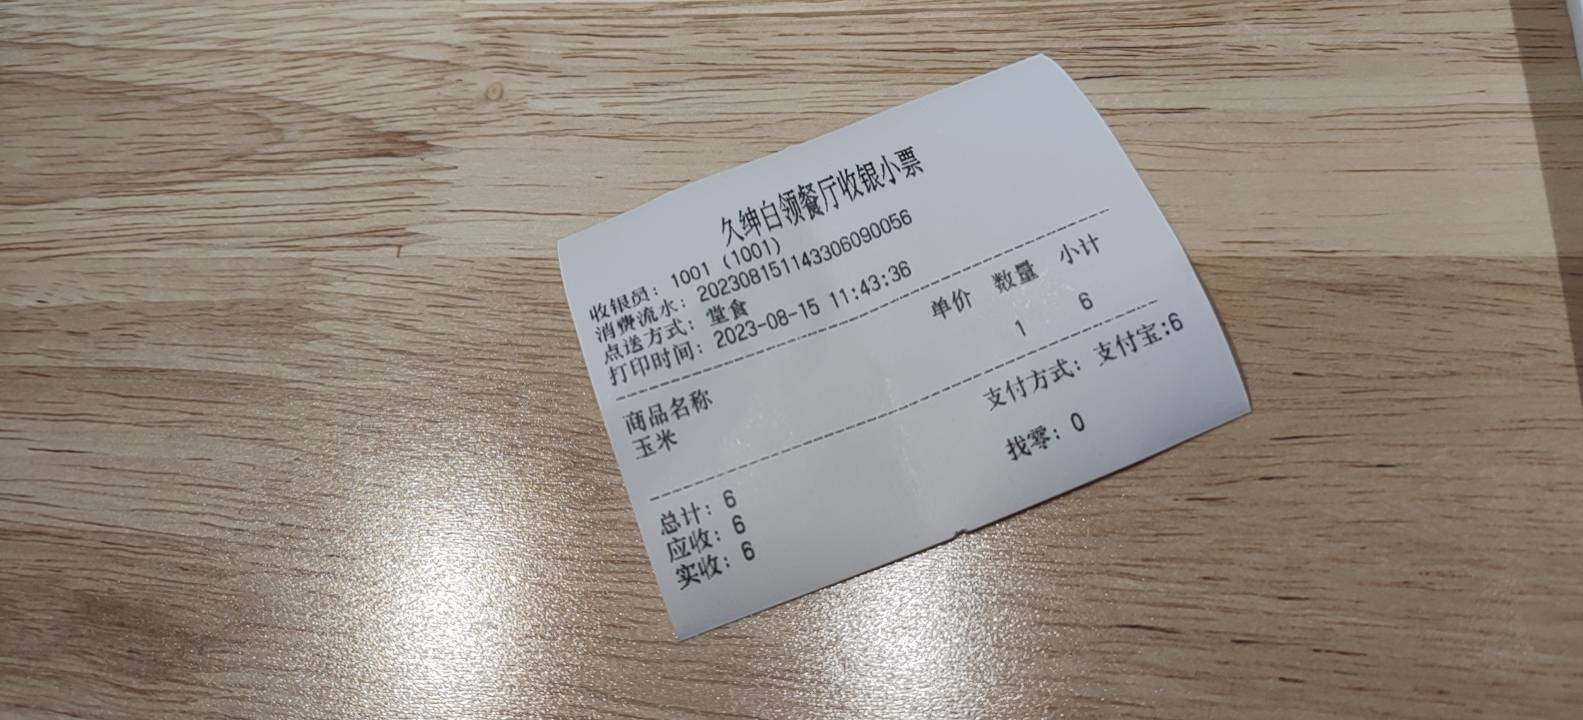 久绅白领餐厅收银小票
收银员: 1001 (1001)
消费流水: 202308151143306090056
点送方式: 堂食
打印时间: 2023-08-15 11:43:36
商品名称 单价 数量 小计
玉米 1 6
总计: 6 支付方式: 支付宝:6
应收: 6
实收: 6 找零: 0